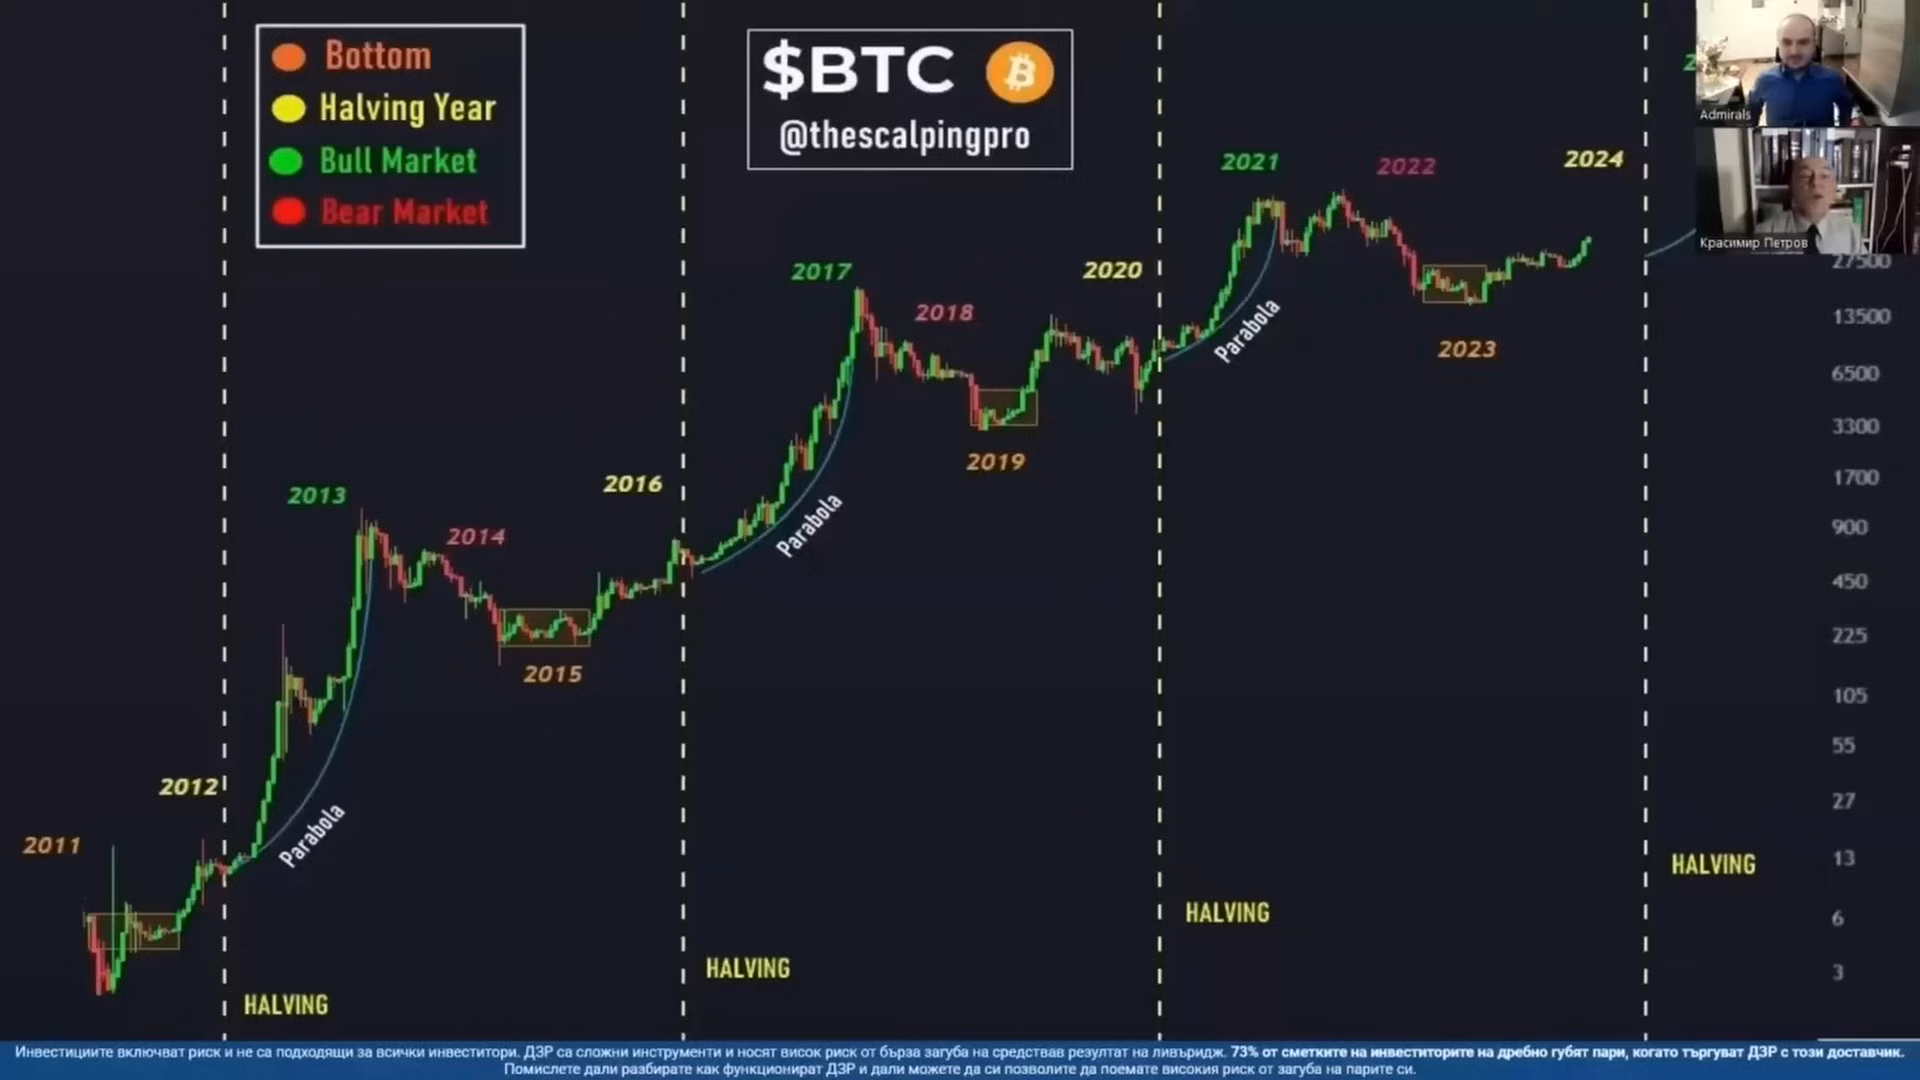 Bottom
Halving Year
Bull Market
Bear Market
$BTC
@thescalpingpro
Admirals
Красимир Петров
2011
2012
2013
2014
2015
2016
2017
2018
2019
2020
2021
2022
2023
2024
Parabola
Parabola
Parabola
HALVING
HALVING
HALVING
HALVING
27500
13500
6500
3300
1700
900
450
225
105
55
27
13
6
3
Инвестициите включват риск и не са подходящи за всички инвеститори. ДЗР са сложни инструменти и носят висок риск от бърза загуба на средствав резултат на ливъридж. 73% от сметките на инвеститорите на дребно губят пари, когато търгуват ДЗР с този доставчик.
Помислете дали разбирате как функционират ДЗР и дали можете да си позволите да поемате високия риск от загуба на парите си.